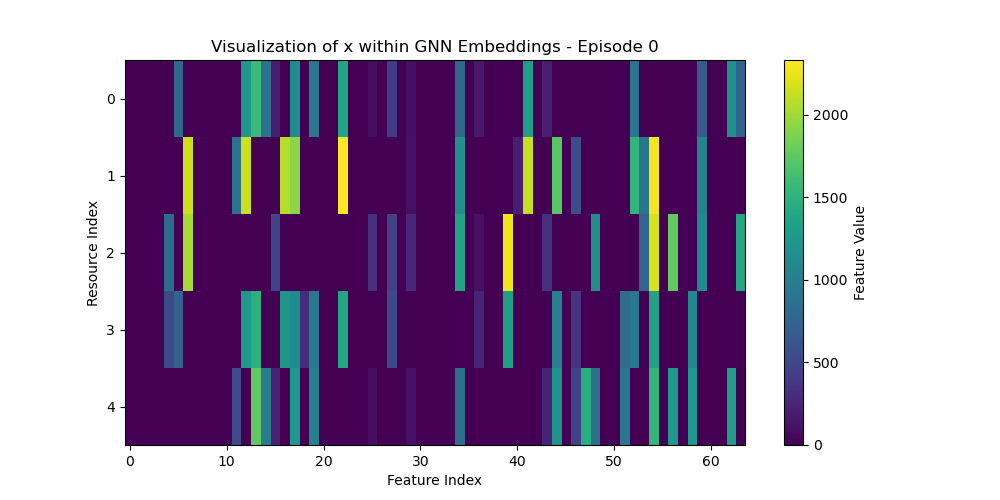 Visualization of x within GNN Embeddings - Episode 0
Resource Index
0
1
2
3
4
0 10 20 30 40 50 60
Feature Index
2000
1500
1000
500
0
Feature Value